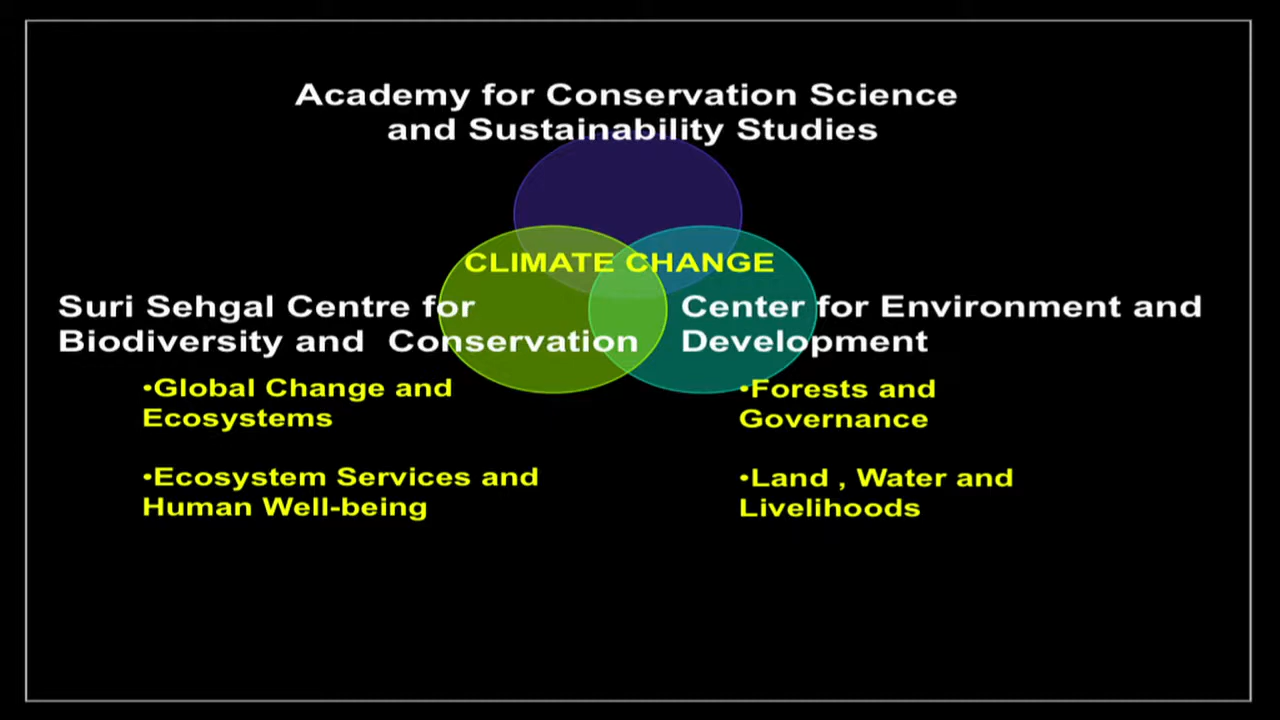 Academy for Conservation Science
and Sustainability Studies
CLIMATE CHANGE
Suri Sehgal Centre for
Biodiversity and Conservation
•Global Change and
Ecosystems
•Ecosystem Services and
Human Well-being
Center for Environment and
Development
•Forests and
Governance
•Land , Water and
Livelihoods